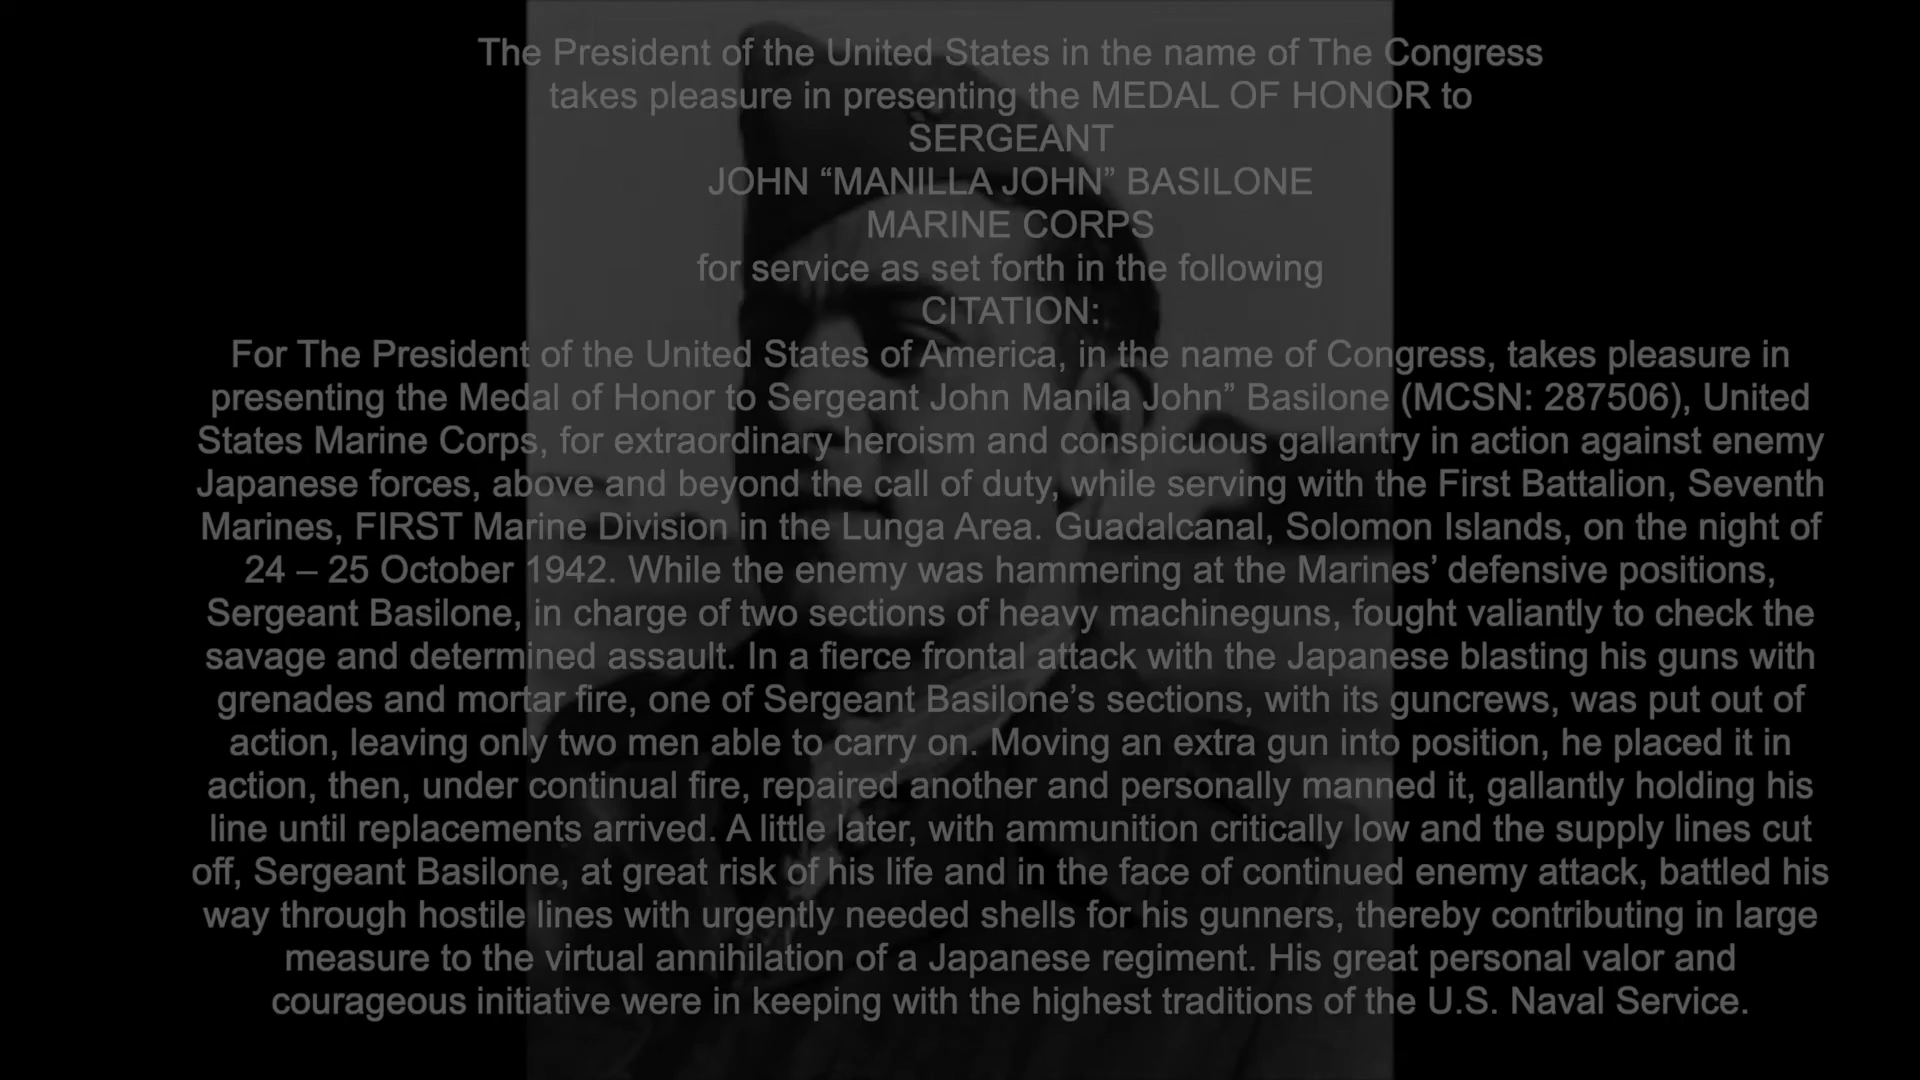 The President of the United States in the name of The Congress
takes pleasure in presenting the MEDAL OF HONOR to
SERGEANT
JOHN “MANILLA JOHN” BASILONE
MARINE CORPS
for service as set forth in the following
CITATION:
For The President of the United States of America, in the name of Congress, takes pleasure in
presenting the Medal of Honor to Sergeant John Manila John” Basilone (MCSN: 287506), United
States Marine Corps, for extraordinary heroism and conspicuous gallantry in action against enemy
Japanese forces, above and beyond the call of duty, while serving with the First Battalion, Seventh
Marines, FIRST Marine Division in the Lunga Area. Guadalcanal, Solomon Islands, on the night of
24 – 25 October 1942. While the enemy was hammering at the Marines’ defensive positions,
Sergeant Basilone, in charge of two sections of heavy machineguns, fought valiantly to check the
savage and determined assault. In a fierce frontal attack with the Japanese blasting his guns with
grenades and mortar fire, one of Sergeant Basilone’s sections, with its guncrews, was put out of
action, leaving only two men able to carry on. Moving an extra gun into position, he placed it in
action, then, under continual fire, repaired another and personally manned it, gallantly holding his
line until replacements arrived. A little later, with ammunition critically low and the supply lines cut
off, Sergeant Basilone, at great risk of his life and in the face of continued enemy attack, battled his
way through hostile lines with urgently needed shells for his gunners, thereby contributing in large
measure to the virtual annihilation of a Japanese regiment. His great personal valor and
courageous initiative were in keeping with the highest traditions of the U.S. Naval Service.